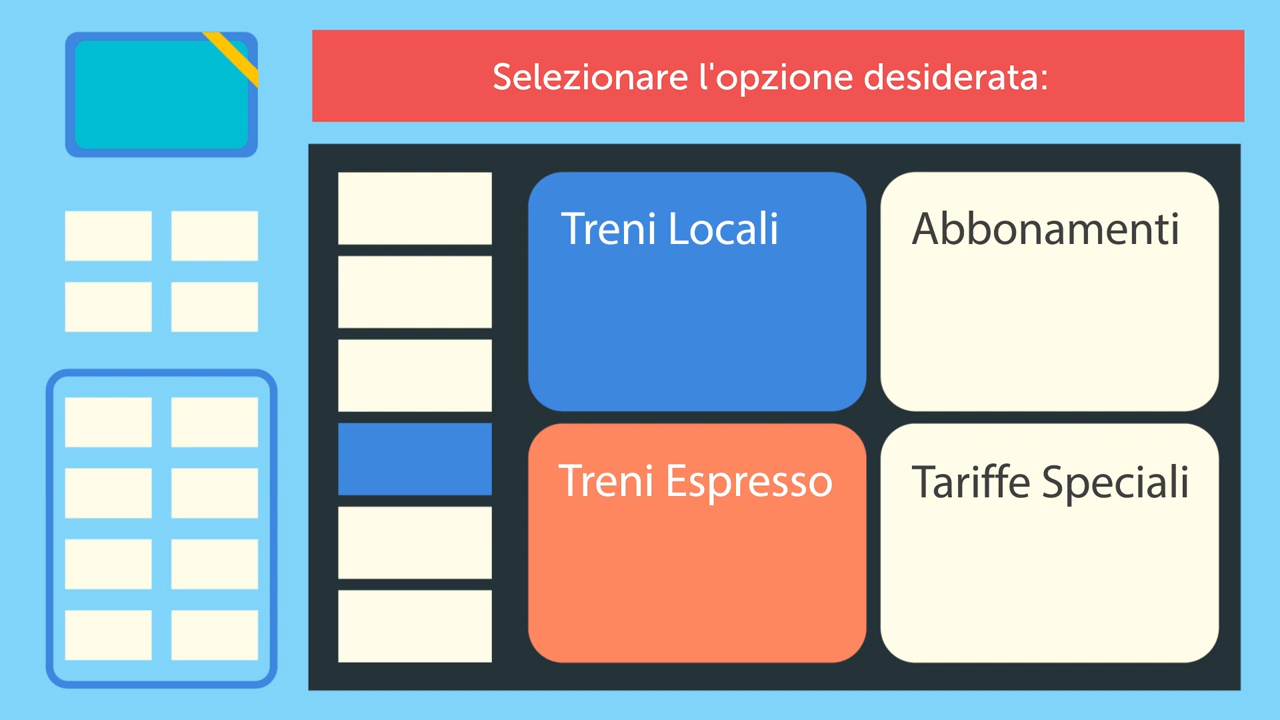 Selezionare l'opzione desiderata:
Treni Locali
Abbonamenti
Treni Espresso
Tariffe Speciali